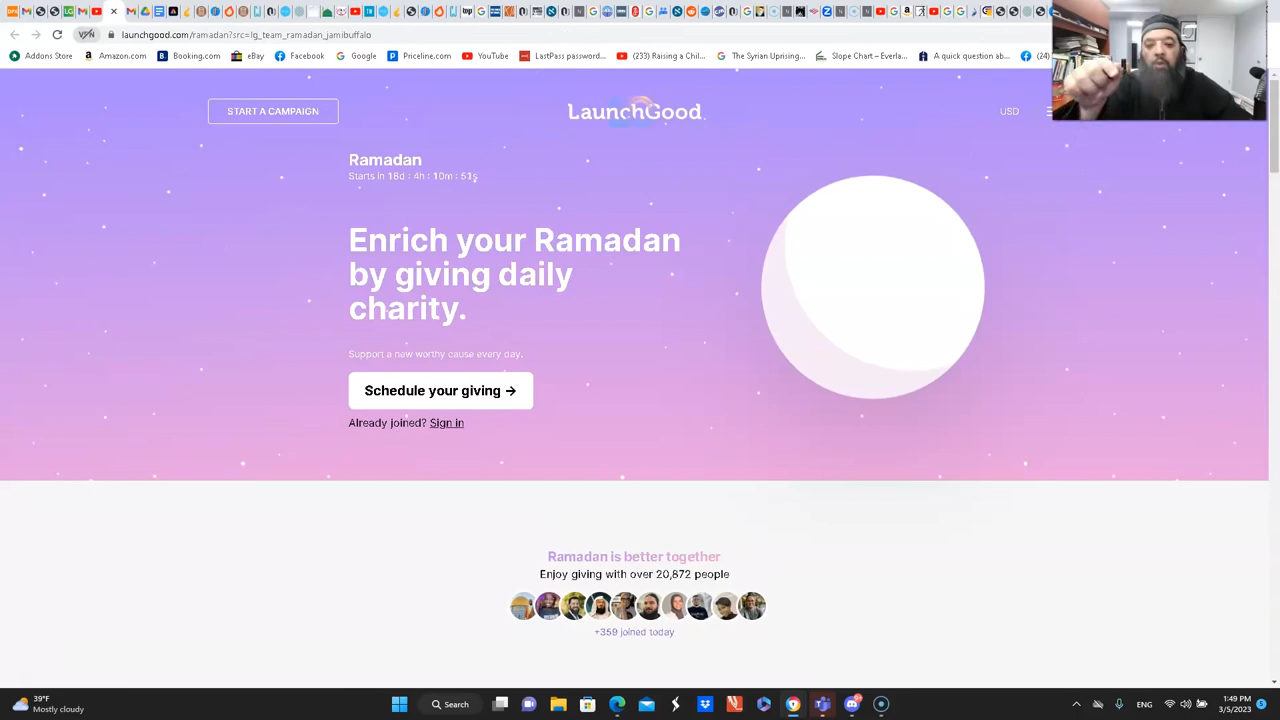 launchgood.com/ramadan?src=lg_team_ramadan_jamibuffalo
Addons Store Amazon.com Booking.com eBay Facebook Google Priceline.com YouTube LastPass password... (233) Raising a Chil... The Syrian Uprising... Slope Chart – Everla... A quick question ab... (24)
START A CAMPAIGN
LaunchGood
USD
Ramadan
Starts in 18d : 4h : 10m : 51s
Enrich your Ramadan
by giving daily
charity.
Support a new worthy cause every day.
Schedule your giving →
Already joined? Sign in
Ramadan is better together
Enjoy giving with over 20,872 people
+359 joined today
39°F
Mostly cloudy
Search
ENG
1:49 PM
3/5/2023